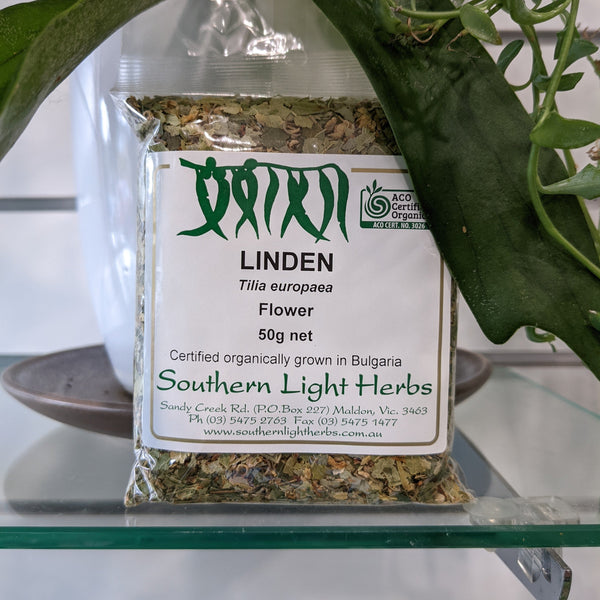 ACO
Certified
Organic
ACO CERT. NO. 3026
LINDEN
Tilia europaea
Flower
50g net
Certified organically grown in Bulgaria
Southern Light Herbs
Sandy Creek Rd. (P.O.Box 227) Maldon, Vic. 3463
Ph (03) 5475 2763 Fax (03) 5475 1477
www.southernlightherbs.com.au